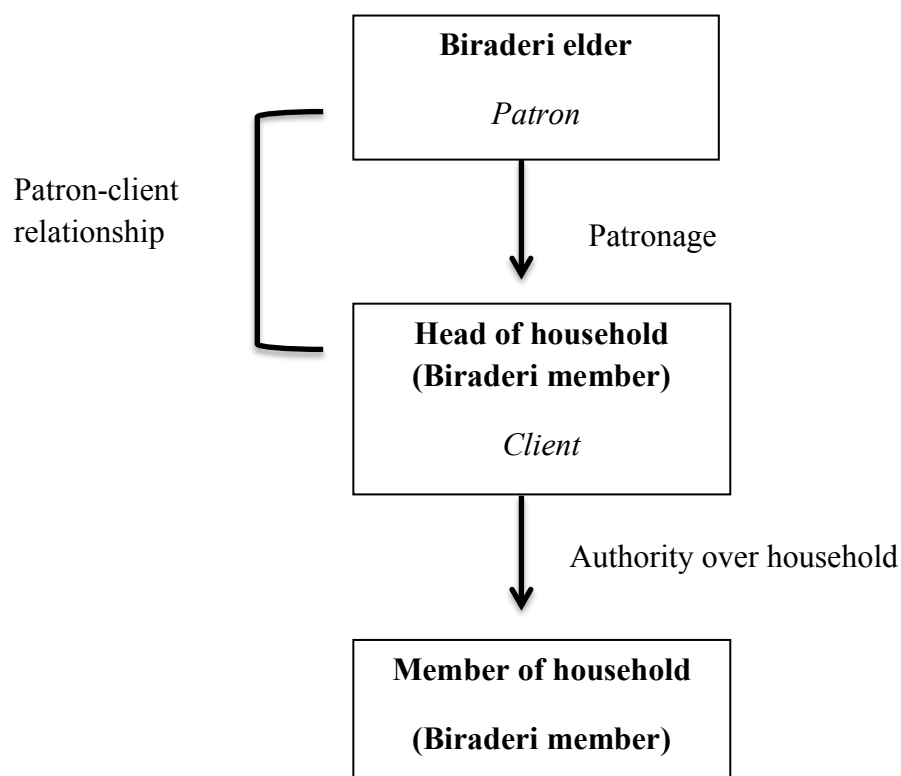 Biraderi elder
Patron
Patron-client
relationship
Patronage
Head of household
(Biraderi member)
Client
Authority over household
Member of household
(Biraderi member)